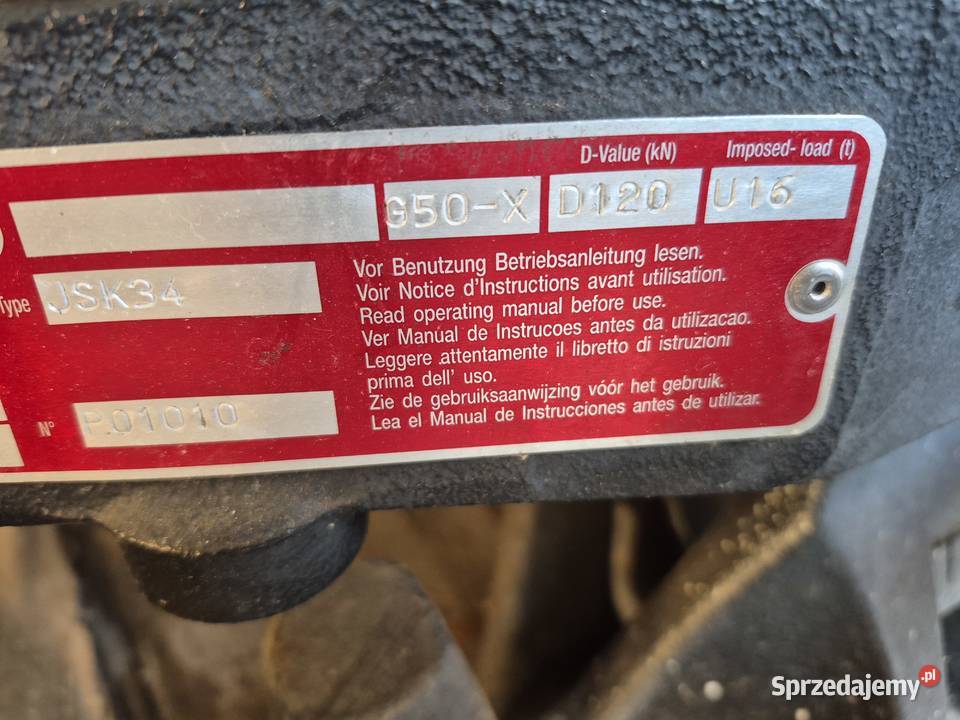 D-Value (kN) Imposed- load (t)
G50-X D120 U16
Type JSK34
Vor Benutzung Betriebsanleitung lesen.
Voir Notice d'Instructions avant utilisation.
Read operating manual before use.
Ver Manual de Instrucoes antes da utilizacao.
Leggere attentamente il libretto di istruzioni
prima dell' uso.
Zie de gebruiksaanwijzing vóór het gebruik.
Lea el Manual de Instrucciones antes de utilizar.
N° P.01010
Sprzedajemy.pl